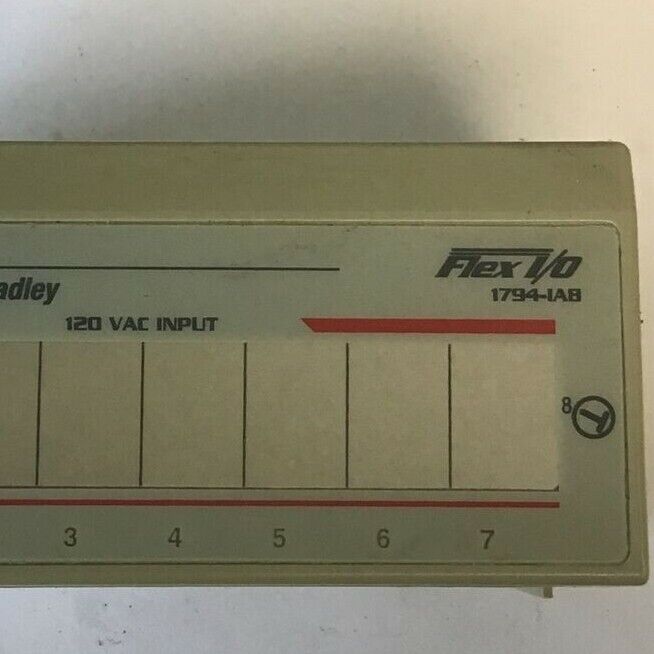 Flex I/O
adley
1794-IA8
120 VAC INPUT
8
3 4 5 6 7